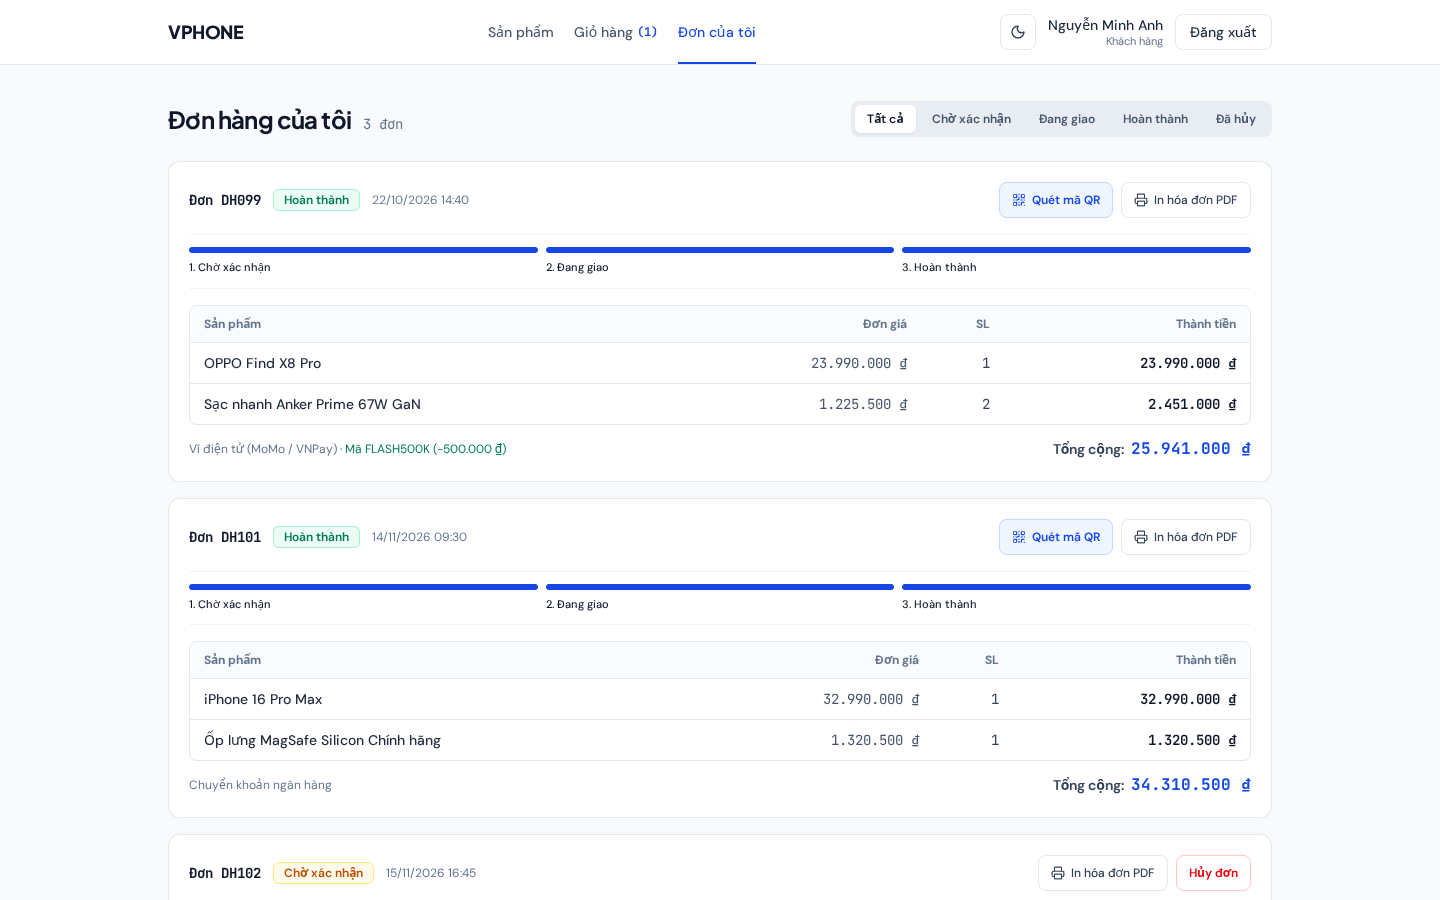 VPHONE
Sản phẩm Giỏ hàng (1) Đơn của tôi
Nguyễn Minh Anh
Khách hàng
Đăng xuất
Đơn hàng của tôi 3 đơn
Tất cả Chờ xác nhận Đang giao Hoàn thành Đã hủy
Đơn DH099 Hoàn thành 22/10/2026 14:40 Quét mã QR In hóa đơn PDF
1. Chờ xác nhận 2. Đang giao 3. Hoàn thành
Sản phẩm Đơn giá SL Thành tiền
OPPO Find X8 Pro 23.990.000 ₫ 1 23.990.000 ₫
Sạc nhanh Anker Prime 67W GaN 1.225.500 ₫ 2 2.451.000 ₫
Ví điện tử (MoMo / VNPay) · Mã FLASH500K (-500.000 ₫) Tổng cộng: 25.941.000 ₫
Đơn DH101 Hoàn thành 14/11/2026 09:30 Quét mã QR In hóa đơn PDF
1. Chờ xác nhận 2. Đang giao 3. Hoàn thành
Sản phẩm Đơn giá SL Thành tiền
iPhone 16 Pro Max 32.990.000 ₫ 1 32.990.000 ₫
Ốp lưng MagSafe Silicon Chính hãng 1.320.500 ₫ 1 1.320.500 ₫
Chuyển khoản ngân hàng Tổng cộng: 34.310.500 ₫
Đơn DH102 Chờ xác nhận 15/11/2026 16:45 In hóa đơn PDF Hủy đơn